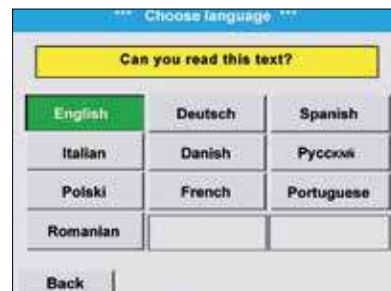 *** Choose language ***
Can you read this text?
English Deutsch Spanish
Italian Danish Русский
Polski French Portuguese
Romanian
Back